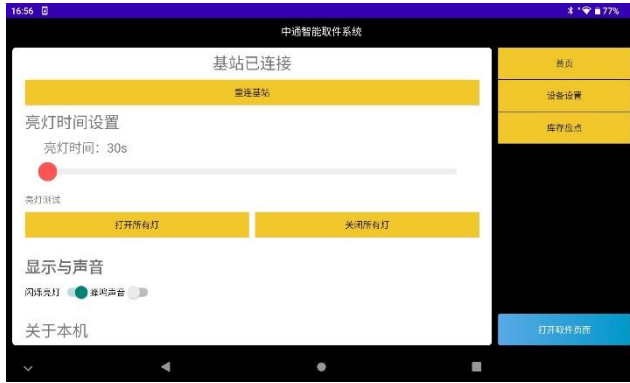 16:56 77%
中通智能取件系统
基站已连接
重连基站
亮灯时间设置
亮灯时间：30s
亮灯测试
打开所有灯 关闭所有灯
显示与声音
闪烁亮灯 蜂鸣声音
关于本机
首页
设备设置
库存盘点
打开取件页面